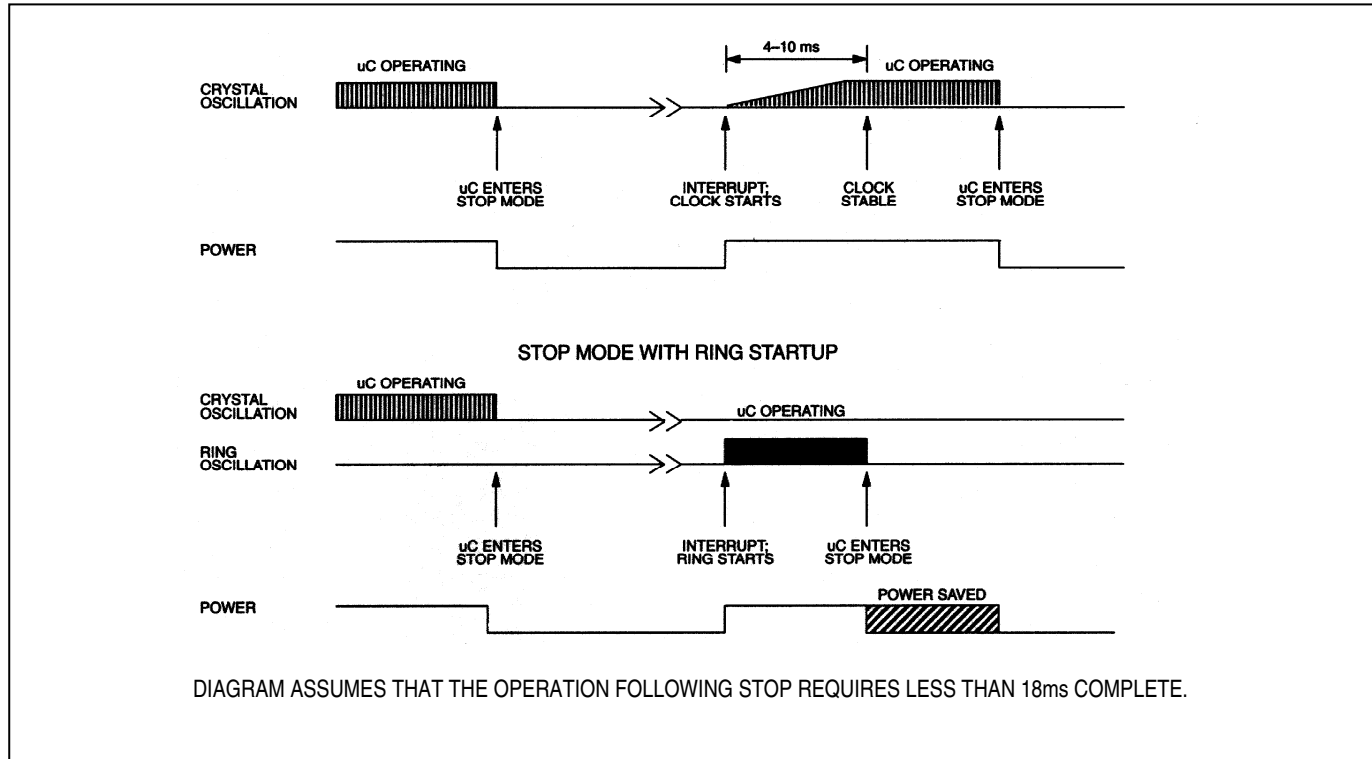 4–10 ms
uC OPERATING
uC OPERATING
CRYSTAL
OSCILLATION
uC ENTERS
STOP MODE
INTERRUPT;
CLOCK STARTS
CLOCK
STABLE
uC ENTERS
STOP MODE
POWER
STOP MODE WITH RING STARTUP
uC OPERATING
CRYSTAL
OSCILLATION
uC OPERATING
RING
OSCILLATION
uC ENTERS
STOP MODE
INTERRUPT;
RING STARTS
uC ENTERS
STOP MODE
POWER
POWER SAVED
DIAGRAM ASSUMES THAT THE OPERATION FOLLOWING STOP REQUIRES LESS THAN 18ms COMPLETE.